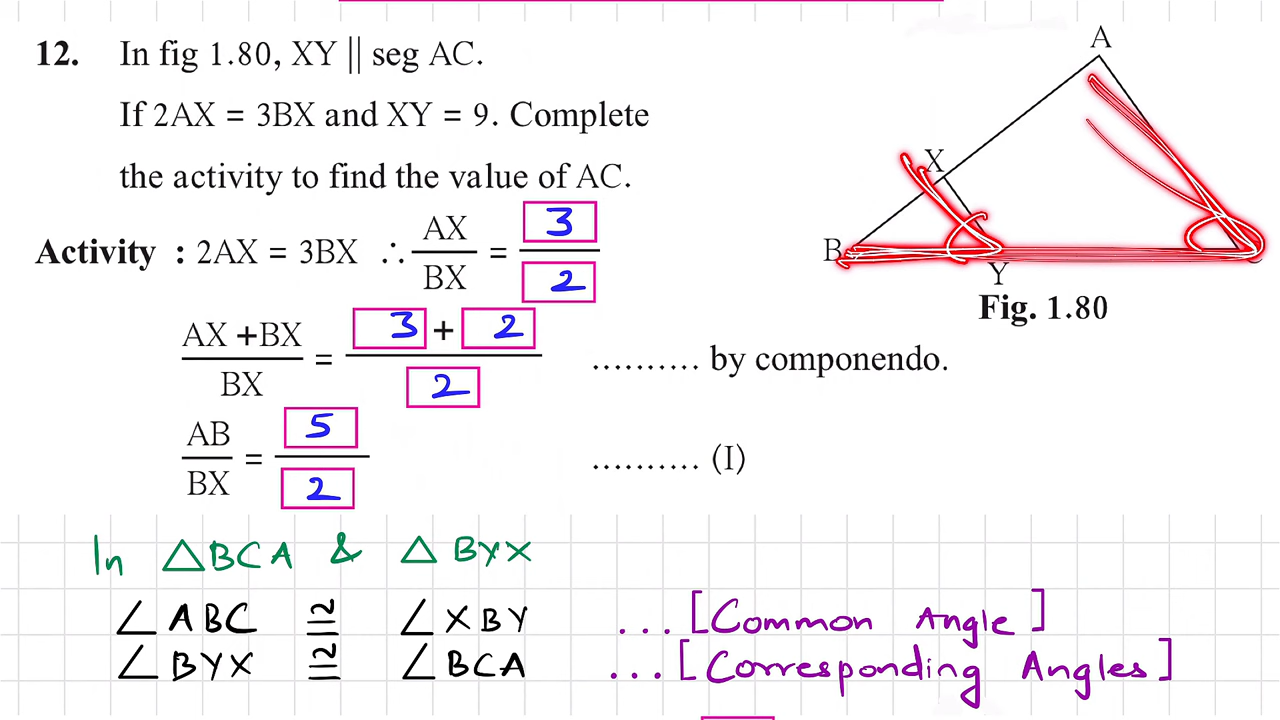 12. In fig 1.80, XY || seg AC.
If 2AX = 3BX and XY = 9. Complete
the activity to find the value of AC.
Activity : 2AX = 3BX ∴ AX/BX = 3/2
AX + BX / BX = 3 + 2 / 2 .......... by componendo.
AB/BX = 5/2 .......... (I)
A
X
B
Y
Fig. 1.80
In △BCA & △BYX
∠ABC ≅ ∠XBY ...[Common Angle]
∠BYX ≅ ∠BCA ...[Corresponding Angles]